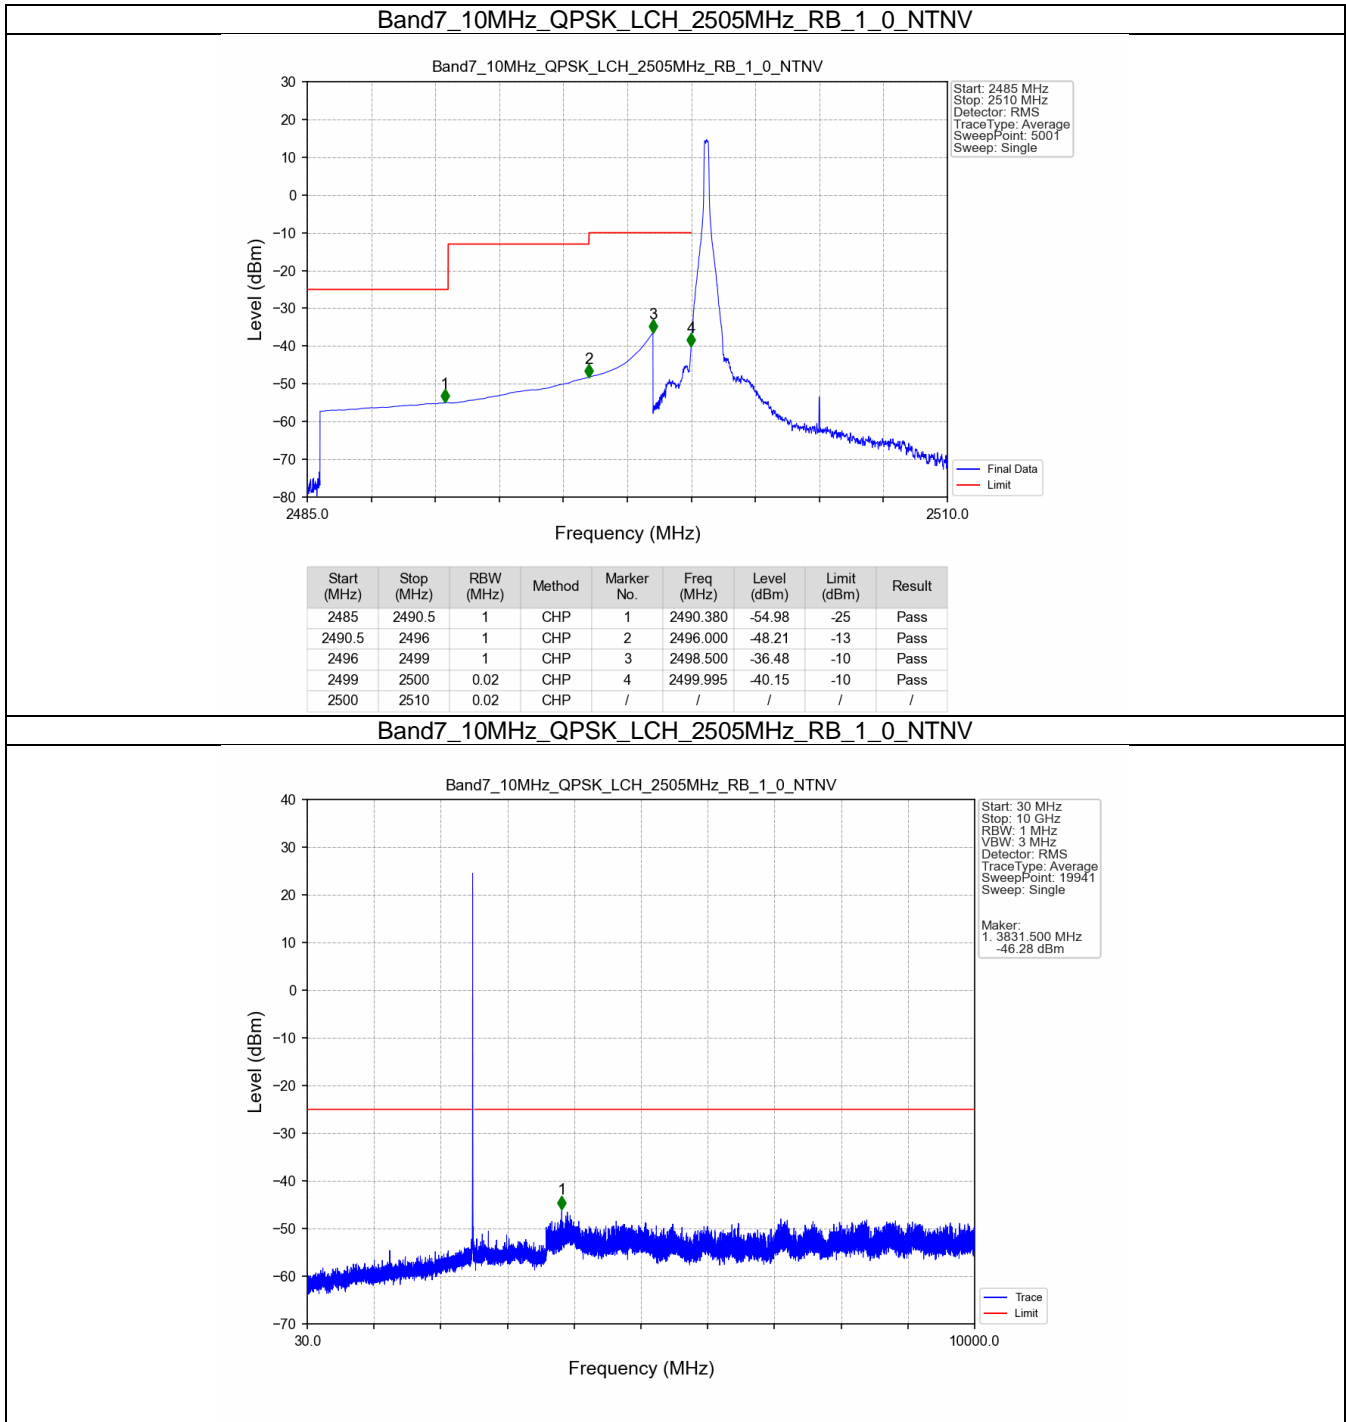 Band7_10MHz_QPSK_LCH_2505MHz_RB_1_0_NTNV
Band7_10MHz_QPSK_LCH_2505MHz_RB_1_0_NTNV
Start: 2485 MHz
Stop: 2510 MHz
Detector: RMS
TraceType: Average
SweepPoint: 5001
Sweep: Single
30
20
10
0
−10
−20
−30
−40
−50
−60
−70
−80
Level (dBm)
1
2
3
4
Final Data
Limit
2485.0 2510.0
Frequency (MHz)
Start (MHz) Stop (MHz) RBW (MHz) Method Marker No. Freq (MHz) Level (dBm) Limit (dBm) Result
2485 2490.5 1 CHP 1 2490.380 -54.98 -25 Pass
2490.5 2496 1 CHP 2 2496.000 -48.21 -13 Pass
2496 2499 1 CHP 3 2498.500 -36.48 -10 Pass
2499 2500 0.02 CHP 4 2499.995 -40.15 -10 Pass
2500 2510 0.02 CHP / / / / /
Band7_10MHz_QPSK_LCH_2505MHz_RB_1_0_NTNV
Band7_10MHz_QPSK_LCH_2505MHz_RB_1_0_NTNV
Start: 30 MHz
Stop: 10 GHz
RBW: 1 MHz
VBW: 3 MHz
Detector: RMS
TraceType: Average
SweepPoint: 19941
Sweep: Single
Maker:
1. 3831.500 MHz
-46.28 dBm
40
30
20
10
0
−10
−20
−30
−40
−50
−60
−70
Level (dBm)
1
Trace
Limit
30.0 10000.0
Frequency (MHz)